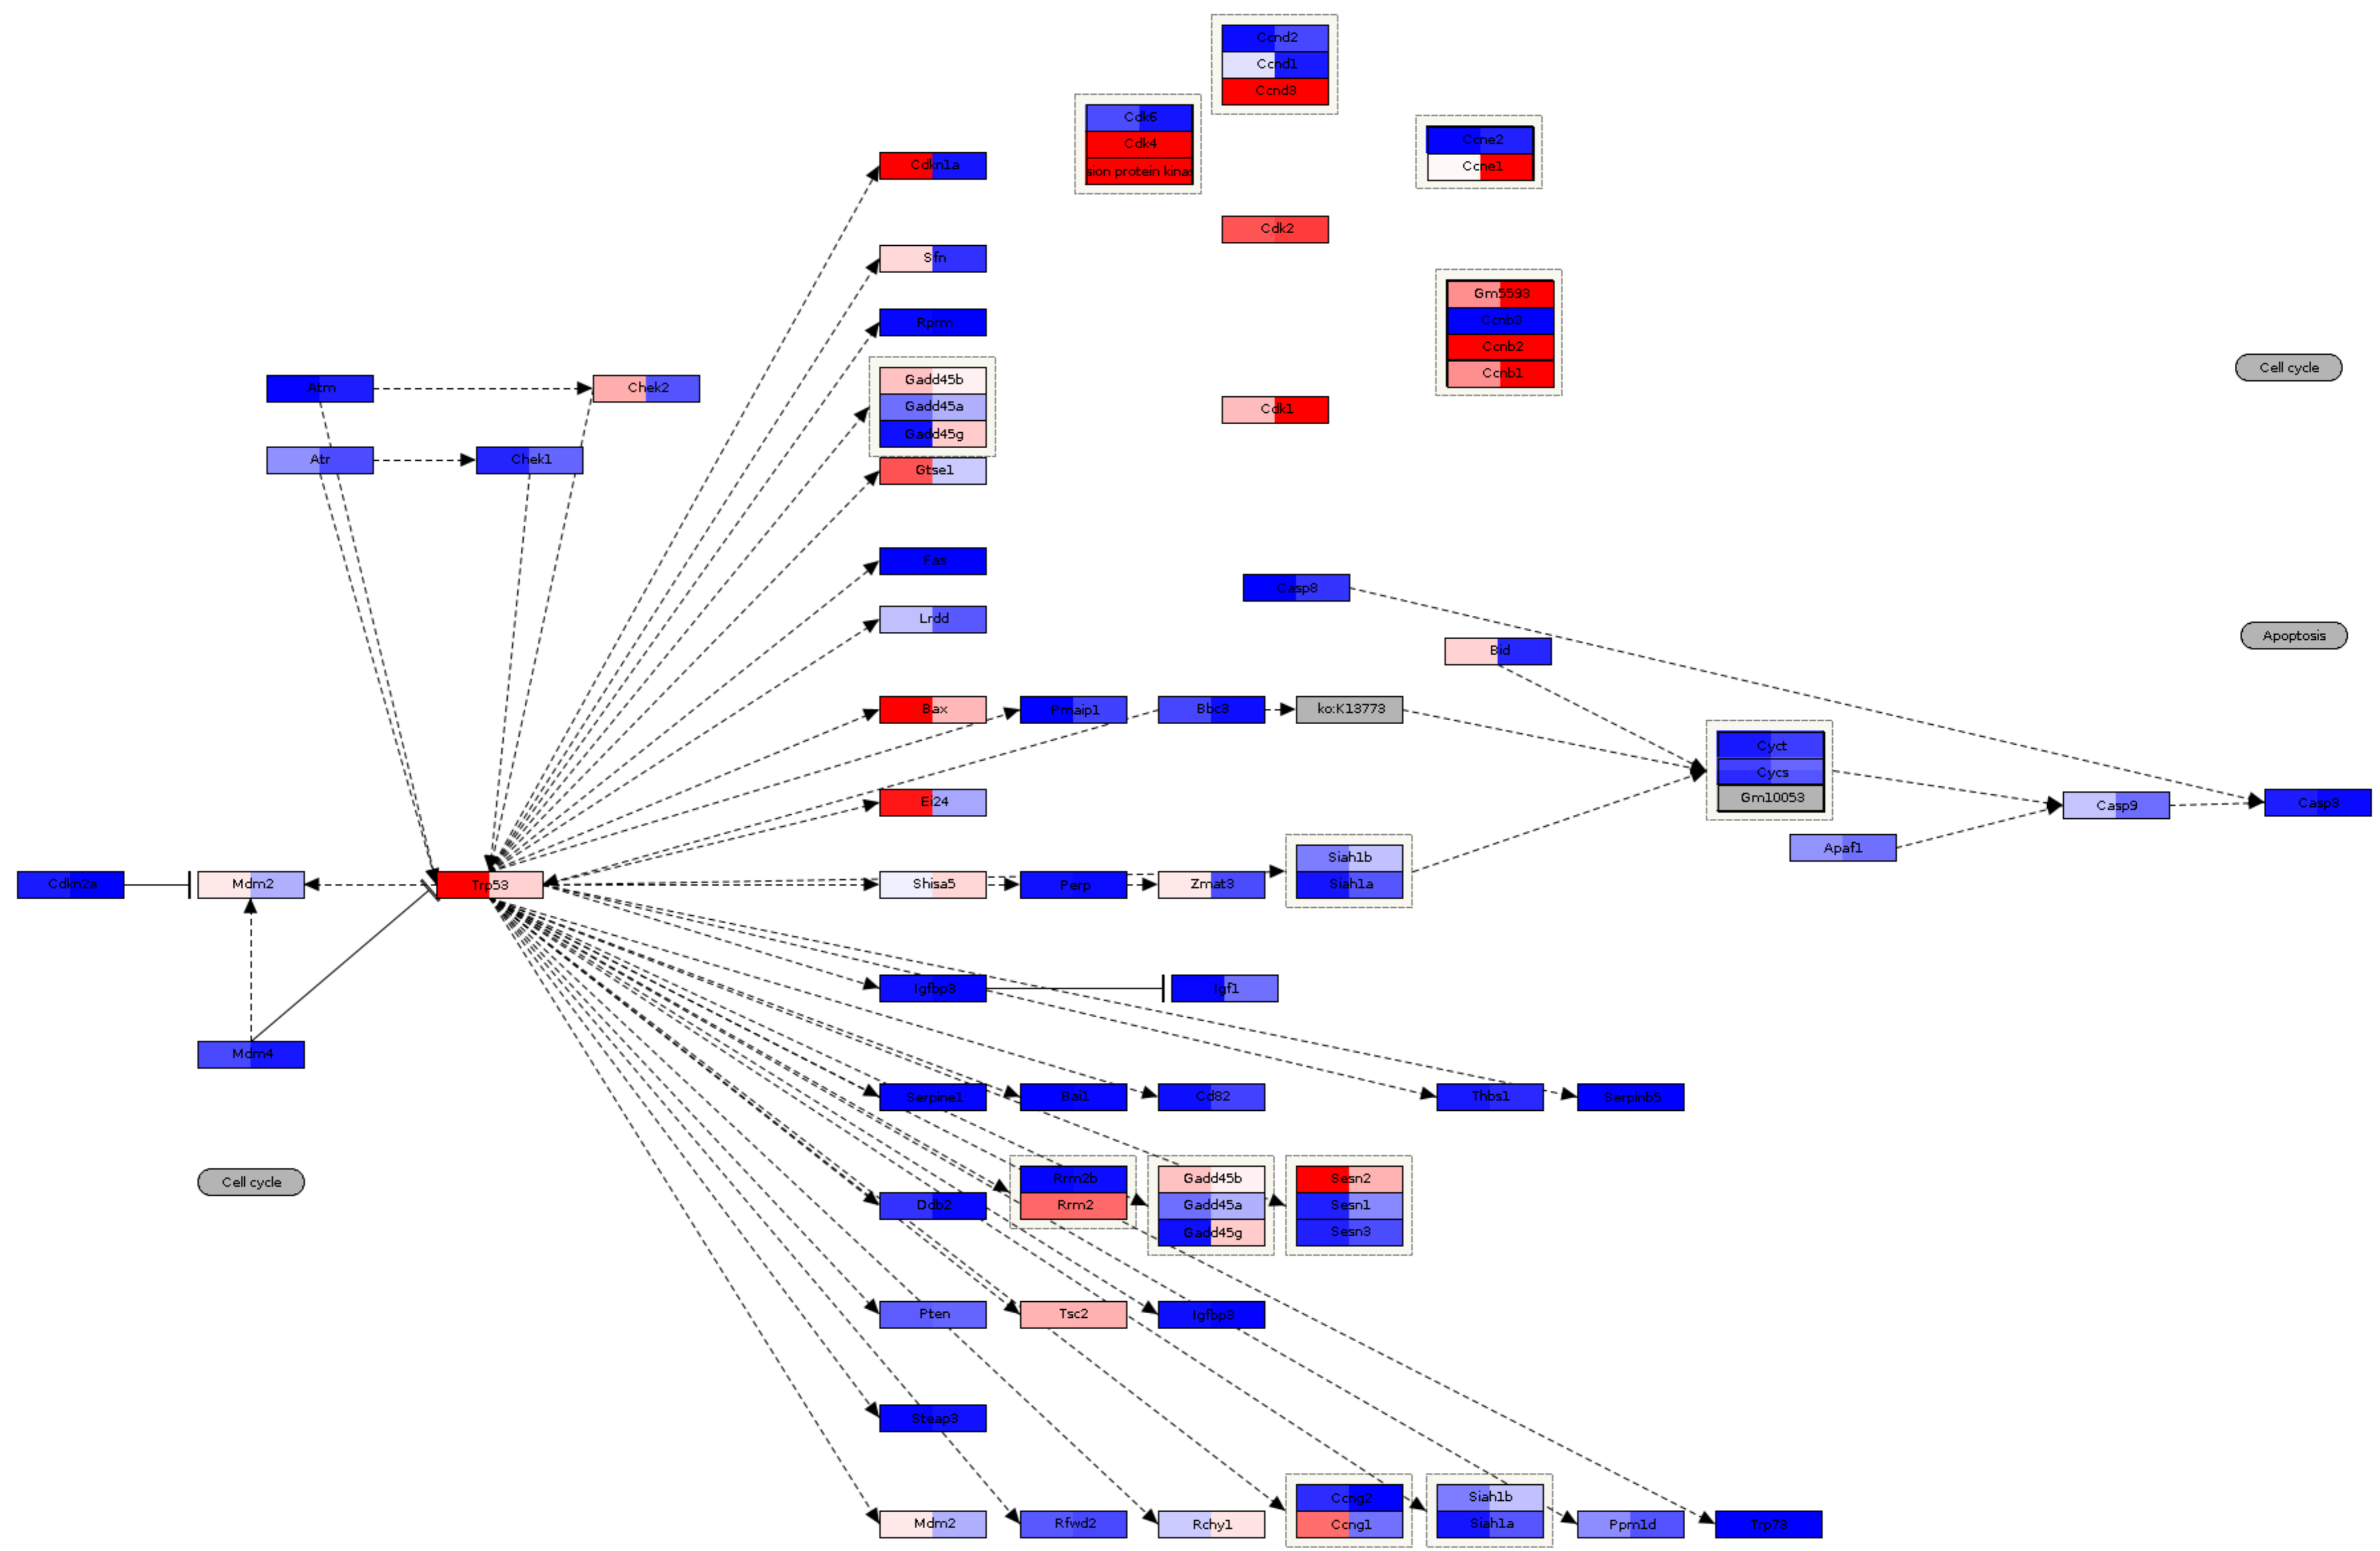 Ccnd2
Ccnd1
Ccnd3
Cdk6
Cdk4
sion protein kinas
Ccne2
Ccne1
Cdkn1a
Cdk2
Sfn
Gm5593
Ccnb3
Ccnb2
Ccnb1
Rprm
Cell cycle
Atm
Chek2
Gadd45b
Gadd45a
Gadd45g
Cdk1
Atr
Chek1
Gtse1
Fas
Casp8
Lrdd
Apoptosis
Bid
Bax
Pmaip1
Bbc3
ko:K13773
Cyct
Cycs
Gm10053
Ei24
Casp9
Casp3
Apaf1
Siah1b
Siah1a
Cdkn2a
Mdm2
Trp53
Shisa5
Perp
Zmat3
Igfbp3
Igf1
Mdm4
Serpine1
Bai1
Cd82
Thbs1
Serpinb5
Cell cycle
Rrm2b
Rrm2
Gadd45b
Gadd45a
Gadd45g
Sesn2
Sesn1
Sesn3
Ddb2
Pten
Tsc2
Igfbp3
Steap3
Mdm2
Rfwd2
Rchy1
Ccng2
Ccng1
Siah1b
Siah1a
Ppm1d
Trp73